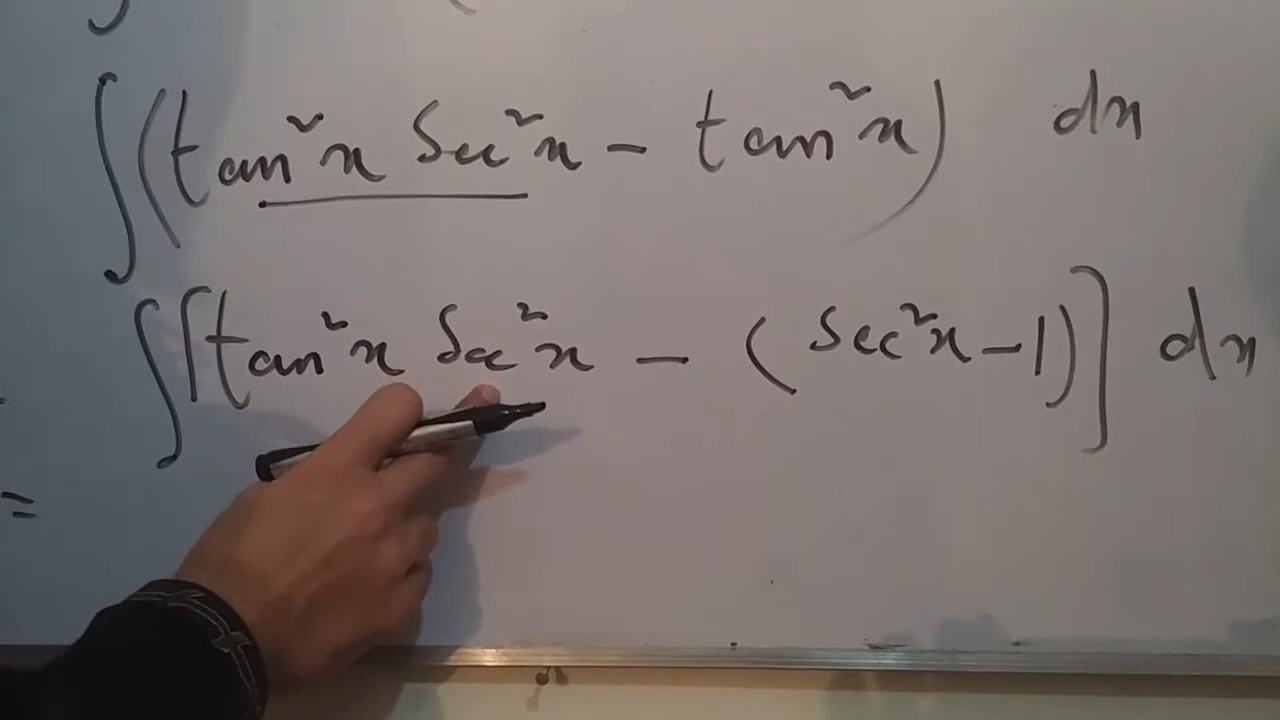 ∫(tan²x Sec²x − tan²x) dx
∫[tan²x Sec²x − (Sec²x−1)] dx
=